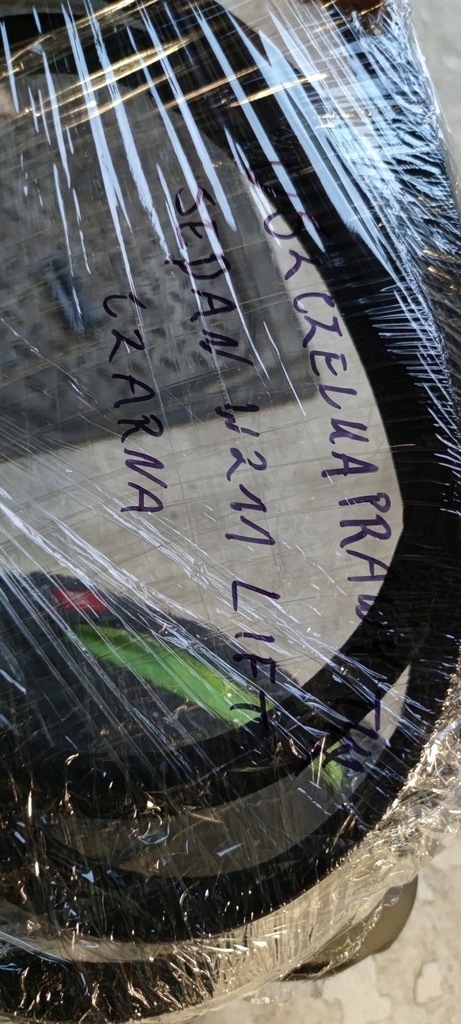 USZCZELKA PRAWY TYŁ
SEDAN W211 LIFT
CZARNA